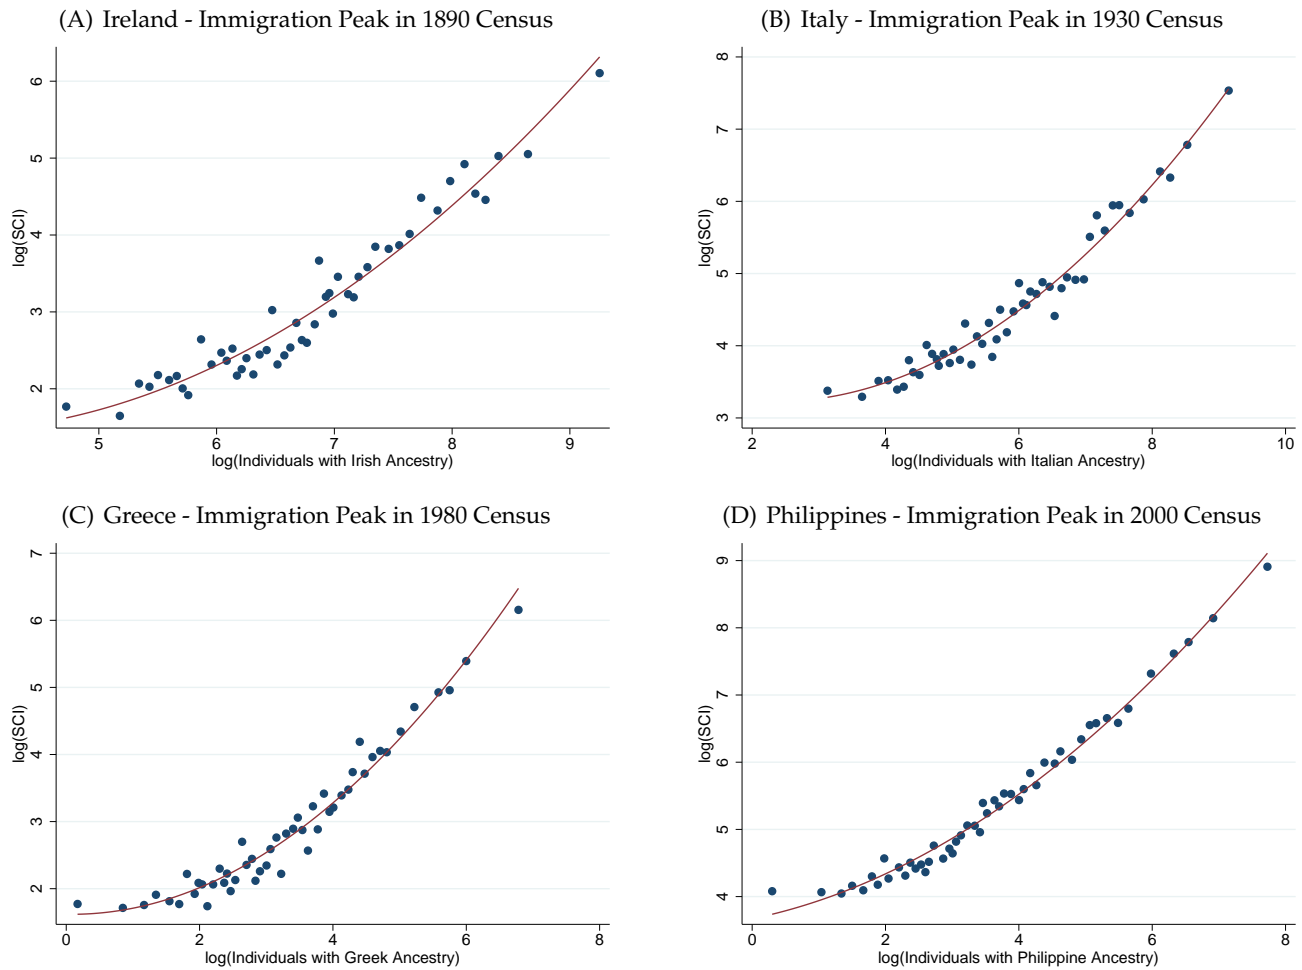 (A) Ireland - Immigration Peak in 1890 Census
6
5
4
3
2
log(SCI)
5 6 7 8 9
log(Individuals with Irish Ancestry)
(B) Italy - Immigration Peak in 1930 Census
8
7
6
5
4
3
log(SCI)
2 4 6 8 10
log(Individuals with Italian Ancestry)
(C) Greece - Immigration Peak in 1980 Census
7
6
5
4
3
2
log(SCI)
0 2 4 6 8
log(Individuals with Greek Ancestry)
(D) Philippines - Immigration Peak in 2000 Census
9
8
7
6
5
4
log(SCI)
0 2 4 6 8
log(Individuals with Philippine Ancestry)